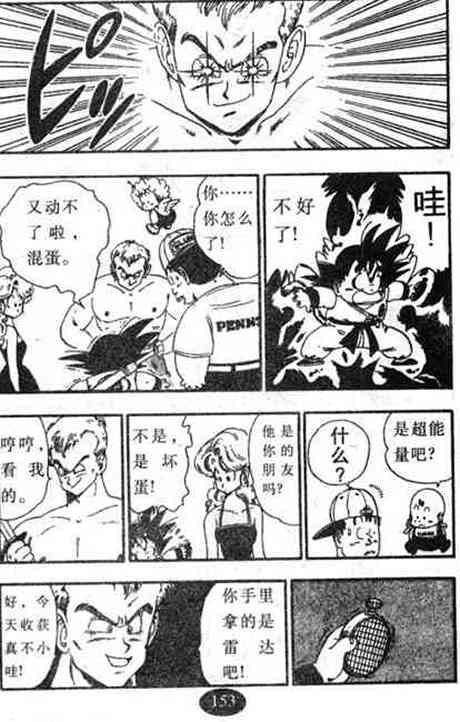 ピッ
哇!
不好
了!
你……
你怎么
了!
又动不
了啦,
混蛋。
PENN
是超能
量吧?
什
么?
他是
你的
朋友
吗?
不是,
是坏
蛋!
哼哼,
看我
的。
你手里
拿的是
雷达
吧!
好,今
天收获
真不小
哇!
153